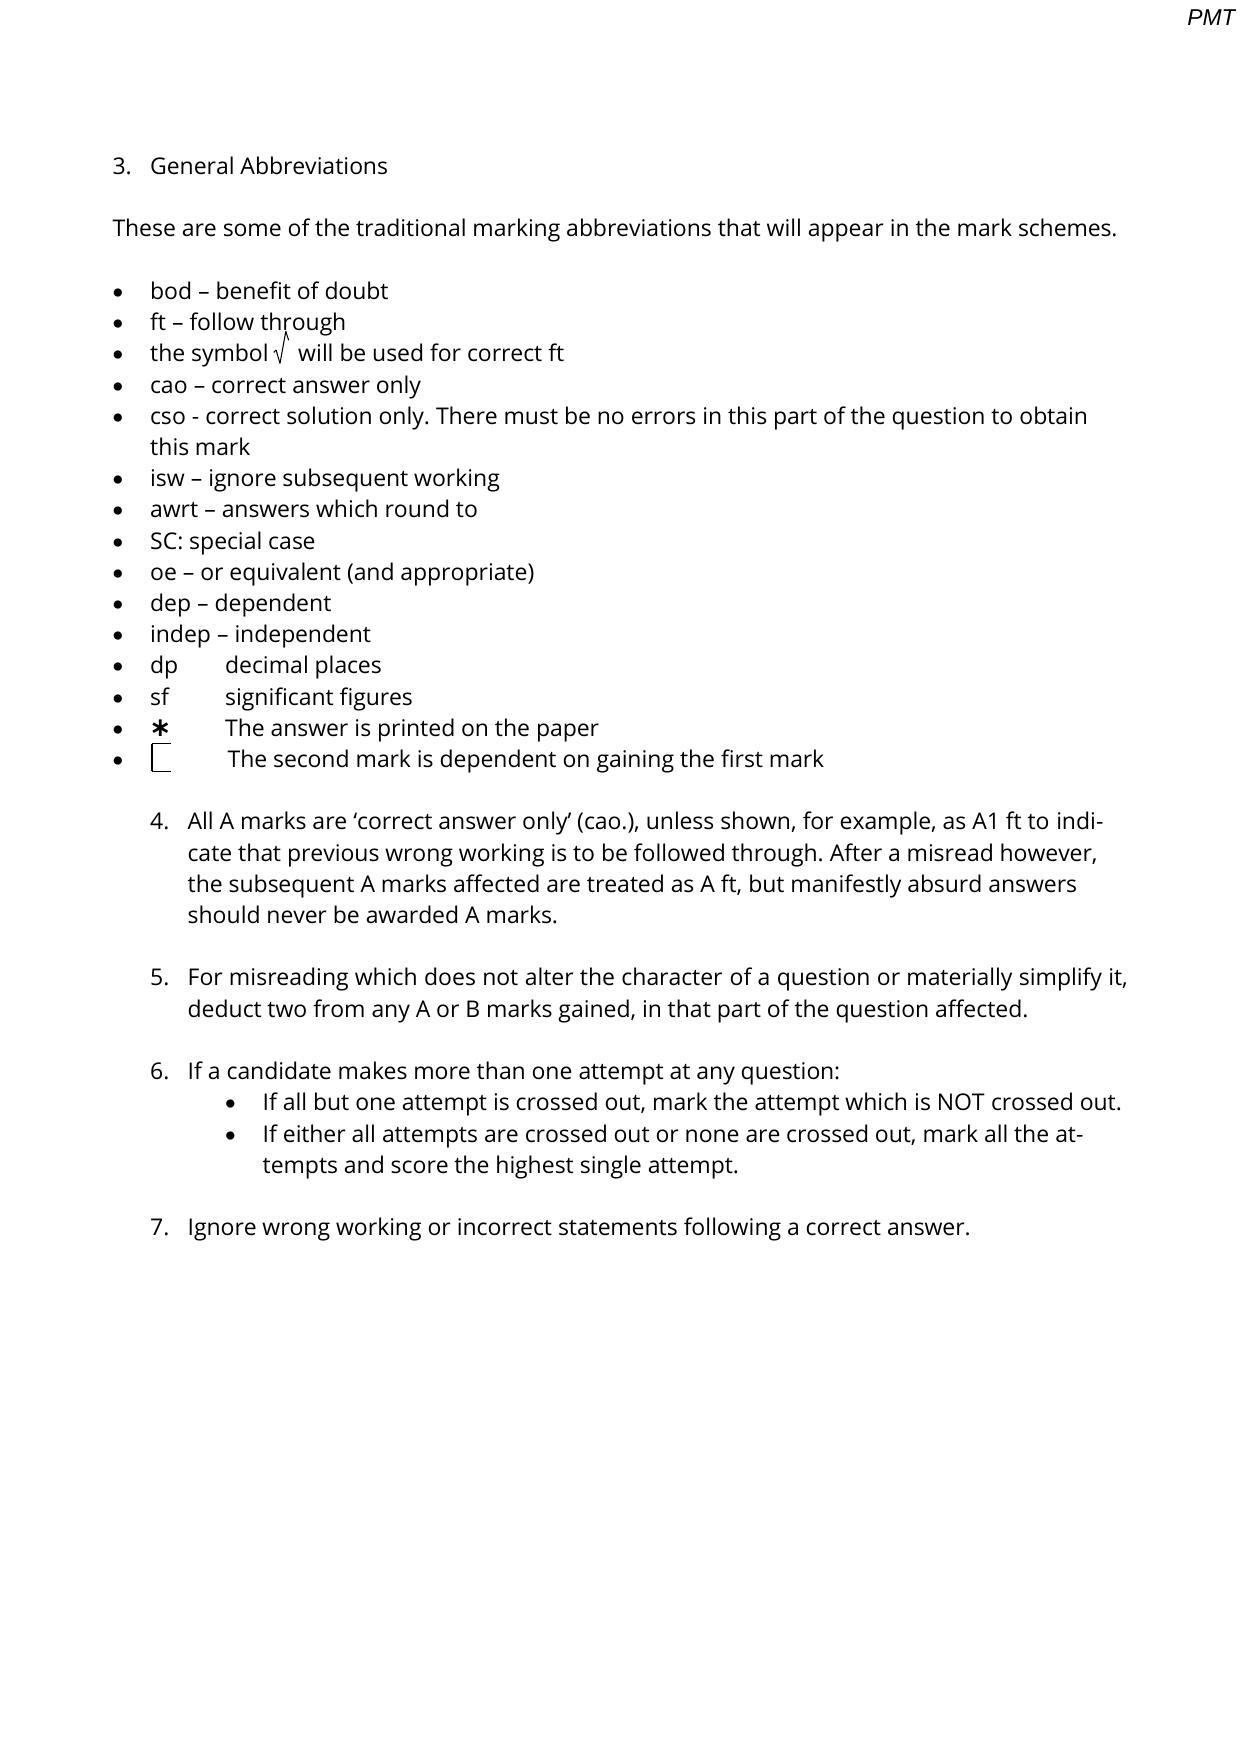 PMT
3. General Abbreviations
These are some of the traditional marking abbreviations that will appear in the mark schemes.
• bod – benefit of doubt
• ft – follow through
• the symbol √ will be used for correct ft
• cao – correct answer only
• cso - correct solution only. There must be no errors in this part of the question to obtain
this mark
• isw – ignore subsequent working
• awrt – answers which round to
• SC: special case
• oe – or equivalent (and appropriate)
• dep – dependent
• indep – independent
• dp decimal places
• sf significant figures
• * The answer is printed on the paper
• The second mark is dependent on gaining the first mark
4. All A marks are ‘correct answer only’ (cao.), unless shown, for example, as A1 ft to indi-
cate that previous wrong working is to be followed through. After a misread however,
the subsequent A marks affected are treated as A ft, but manifestly absurd answers
should never be awarded A marks.
5. For misreading which does not alter the character of a question or materially simplify it,
deduct two from any A or B marks gained, in that part of the question affected.
6. If a candidate makes more than one attempt at any question:
• If all but one attempt is crossed out, mark the attempt which is NOT crossed out.
• If either all attempts are crossed out or none are crossed out, mark all the at-
tempts and score the highest single attempt.
7. Ignore wrong working or incorrect statements following a correct answer.